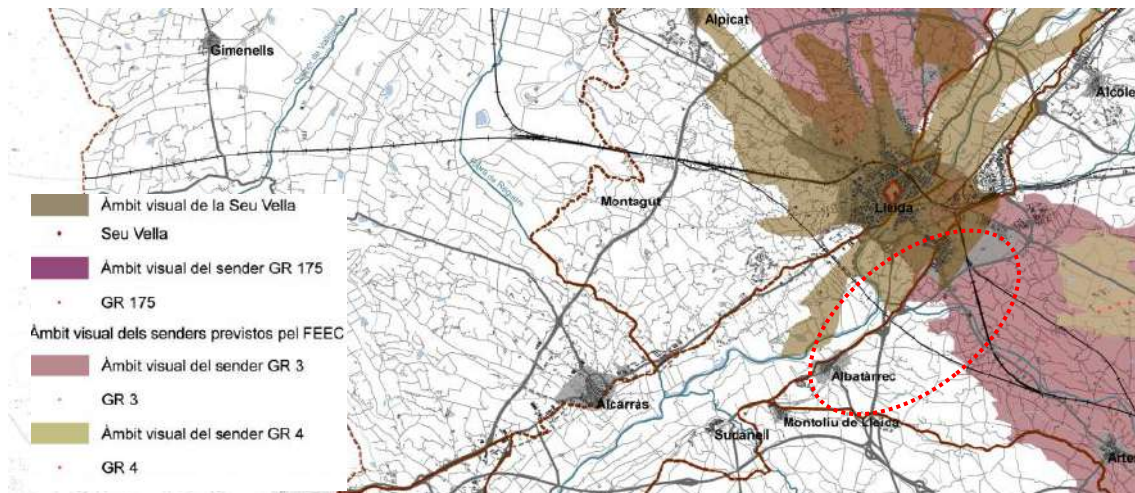 Alpicat
Gimenells
Alcole
Montagut
Lleida
Àmbit visual de la Seu Vella
Seu Vella
Àmbit visual del sender GR 175
GR 175
Àmbit visual dels senders previstos pel FEEC
Àmbit visual del sender GR 3
GR 3
Àmbit visual del sender GR 4
GR 4
Albatàrrec
Alcarràs
Montoliu de Lleida
Sudanell
Arte